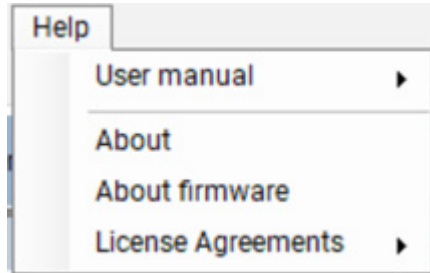 Help
User manual
About
About firmware
License Agreements